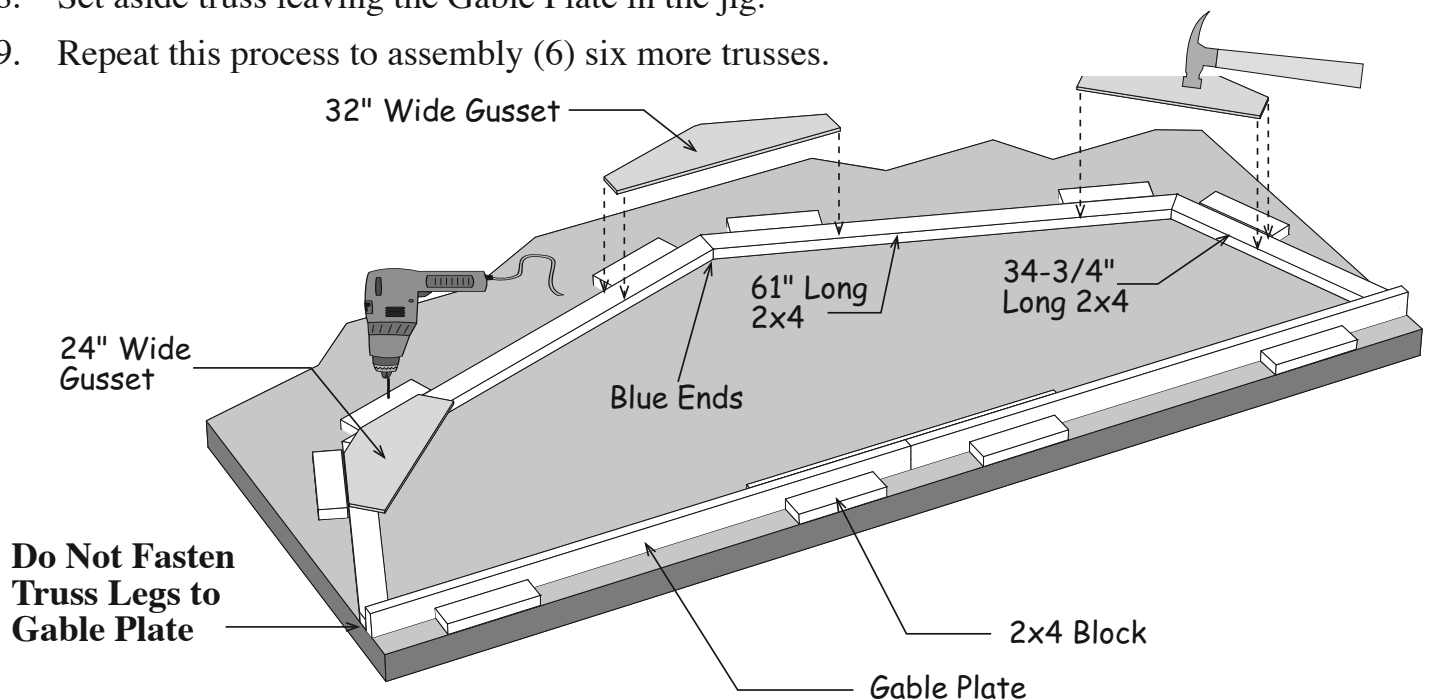 8. Set aside truss leaving the Gable Plate in the jig.
9. Repeat this process to assembly (6) six more trusses.
32" Wide Gusset
24" Wide
Gusset
61" Long
2x4
34-3/4"
Long 2x4
Blue Ends
Do Not Fasten
Truss Legs to
Gable Plate
2x4 Block
Gable Plate